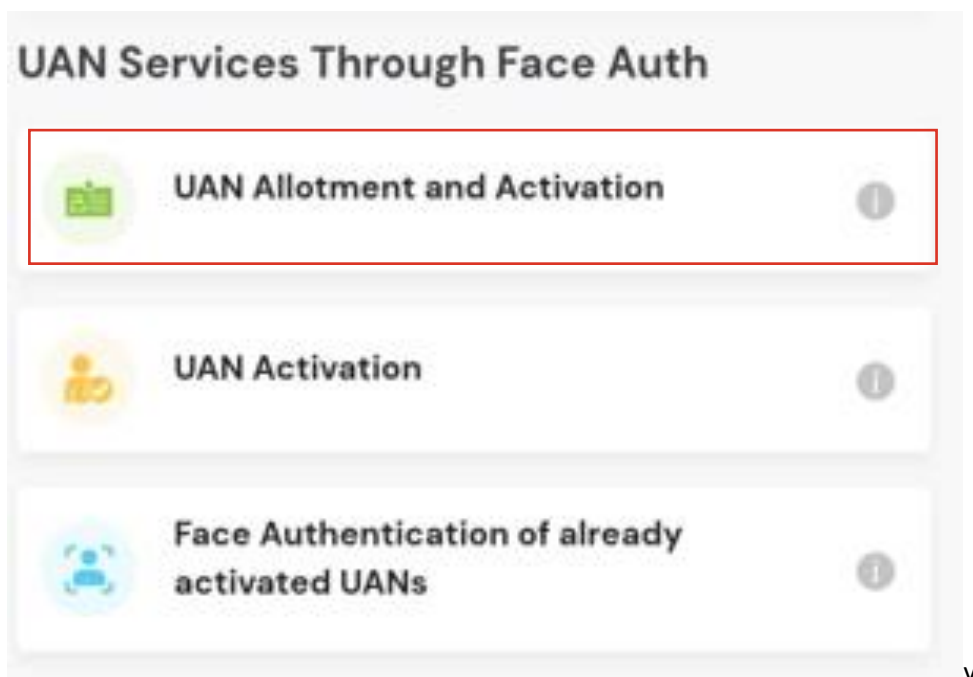 UAN Services Through Face Auth
UAN Allotment and Activation
UAN Activation
Face Authentication of already
activated UANs